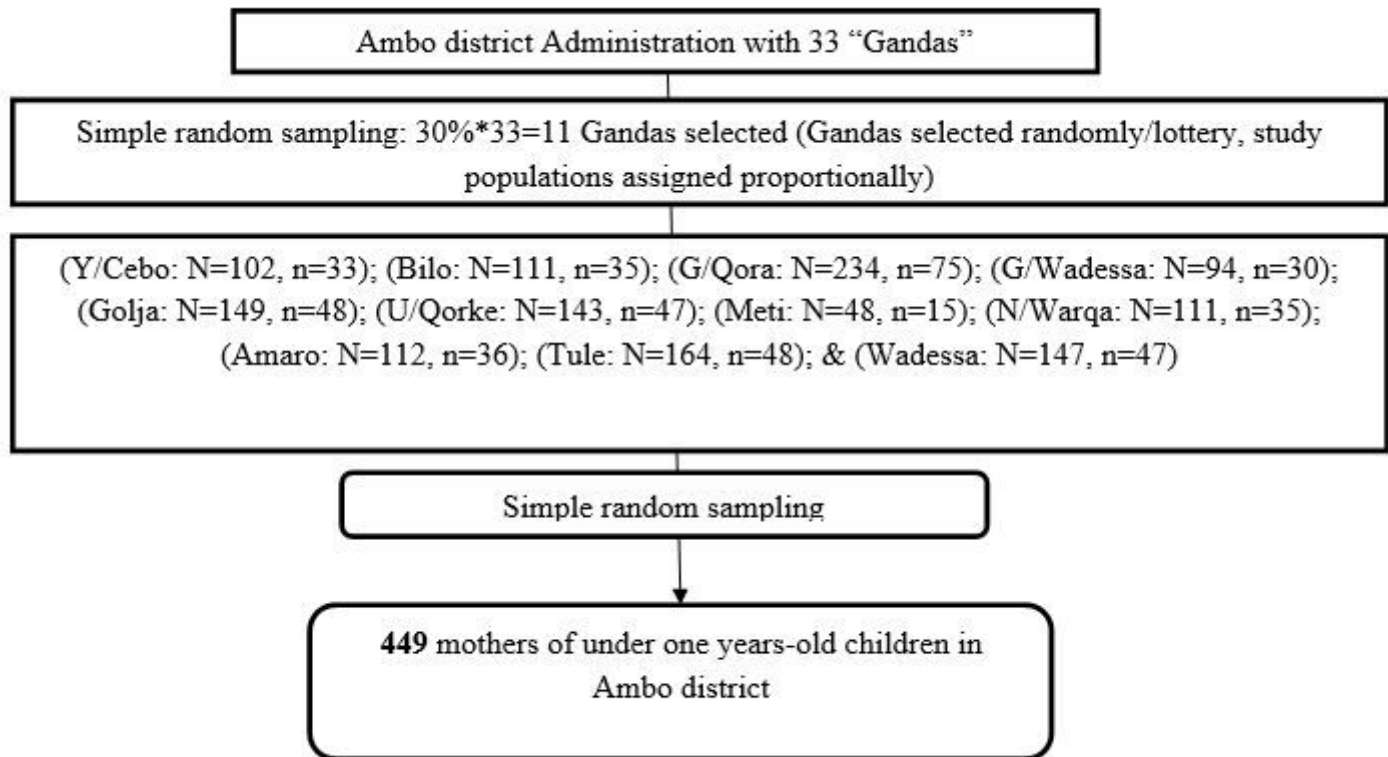 Ambo district Administration with 33 “Gandas”
Simple random sampling: 30%*33=11 Gandas selected (Gandas selected randomly/lottery, study
populations assigned proportionally)
(Y/Cebo: N=102, n=33); (Bilo: N=111, n=35); (G/Qora: N=234, n=75); (G/Wadessa: N=94, n=30);
(Golja: N=149, n=48); (U/Qorke: N=143, n=47); (Meti: N=48, n=15); (N/Warqa: N=111, n=35);
(Amaro: N=112, n=36); (Tule: N=164, n=48); & (Wadessa: N=147, n=47)
Simple random sampling
449 mothers of under one years-old children in
Ambo district